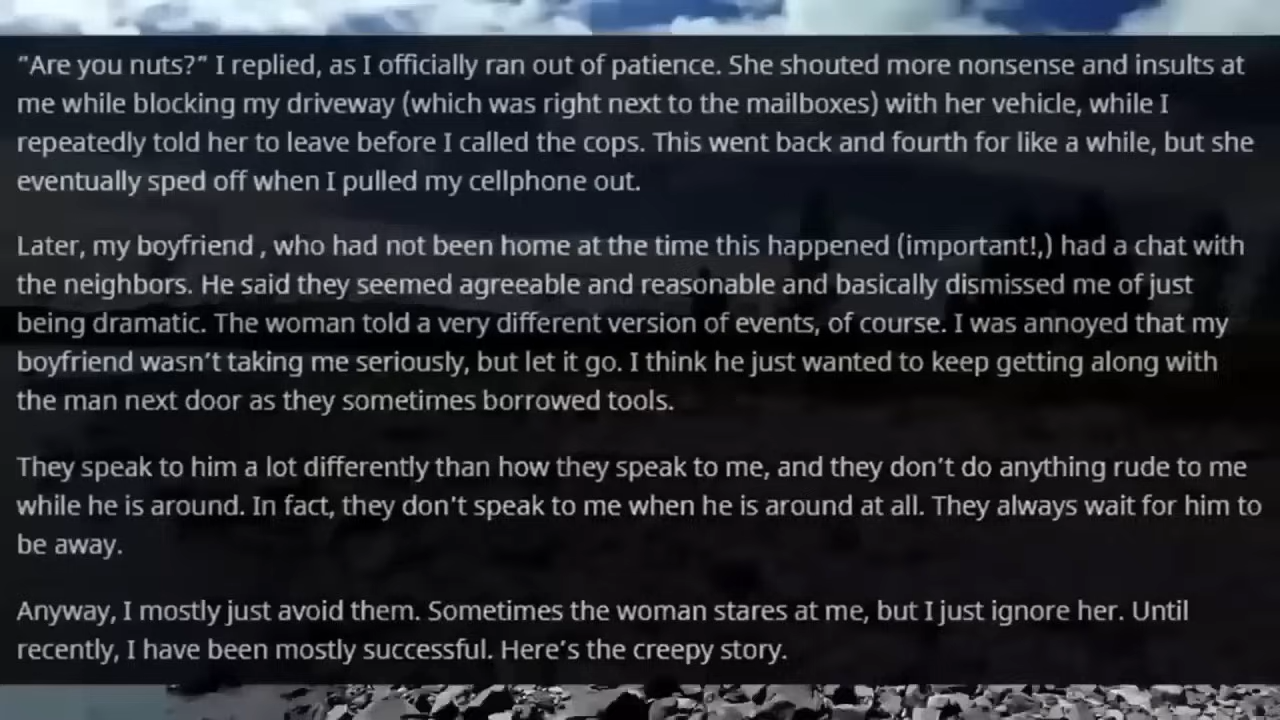 "Are you nuts?" I replied, as I officially ran out of patience. She shouted more nonsense and insults at
me while blocking my driveway (which was right next to the mailboxes) with her vehicle, while I
repeatedly told her to leave before I called the cops. This went back and fourth for like a while, but she
eventually sped off when I pulled my cellphone out.
Later, my boyfriend , who had not been home at the time this happened (important!,) had a chat with
the neighbors. He said they seemed agreeable and reasonable and basically dismissed me of just
being dramatic. The woman told a very different version of events, of course. I was annoyed that my
boyfriend wasn't taking me seriously, but let it go. I think he just wanted to keep getting along with
the man next door as they sometimes borrowed tools.
They speak to him a lot differently than how they speak to me, and they don't do anything rude to me
while he is around. In fact, they don't speak to me when he is around at all. They always wait for him to
be away.
Anyway, I mostly just avoid them. Sometimes the woman stares at me, but I just ignore her. Until
recently, I have been mostly successful. Here's the creepy story.